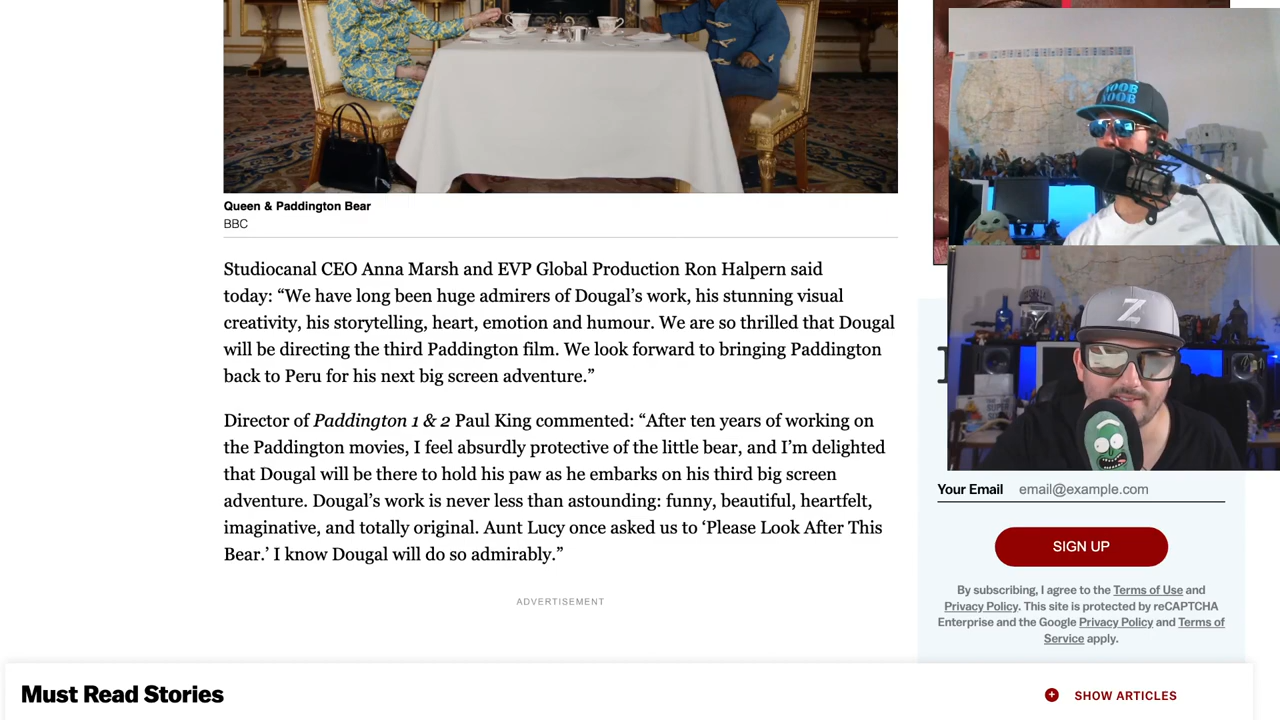 Queen & Paddington Bear
BBC
Studiocanal CEO Anna Marsh and EVP Global Production Ron Halpern said
today: “We have long been huge admirers of Dougal’s work, his stunning visual
creativity, his storytelling, heart, emotion and humour. We are so thrilled that Dougal
will be directing the third Paddington film. We look forward to bringing Paddington
back to Peru for his next big screen adventure.”
Director of Paddington 1 & 2 Paul King commented: “After ten years of working on
the Paddington movies, I feel absurdly protective of the little bear, and I’m delighted
that Dougal will be there to hold his paw as he embarks on his third big screen
adventure. Dougal’s work is never less than astounding: funny, beautiful, heartfelt,
imaginative, and totally original. Aunt Lucy once asked us to ‘Please Look After This
Bear.’ I know Dougal will do so admirably.”
ADVERTISEMENT
NOOB
NOOB
Z
Your Email email@example.com
SIGN UP
By subscribing, I agree to the Terms of Use and
Privacy Policy. This site is protected by reCAPTCHA
Enterprise and the Google Privacy Policy and Terms of
Service apply.
Must Read Stories
SHOW ARTICLES